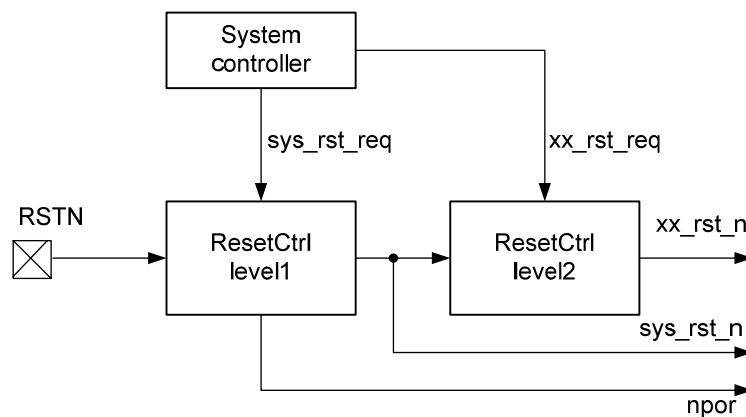 System
controller
sys_rst_req
xx_rst_req
RSTN
ResetCtrl
level1
ResetCtrl
level2
xx_rst_n
sys_rst_n
npor